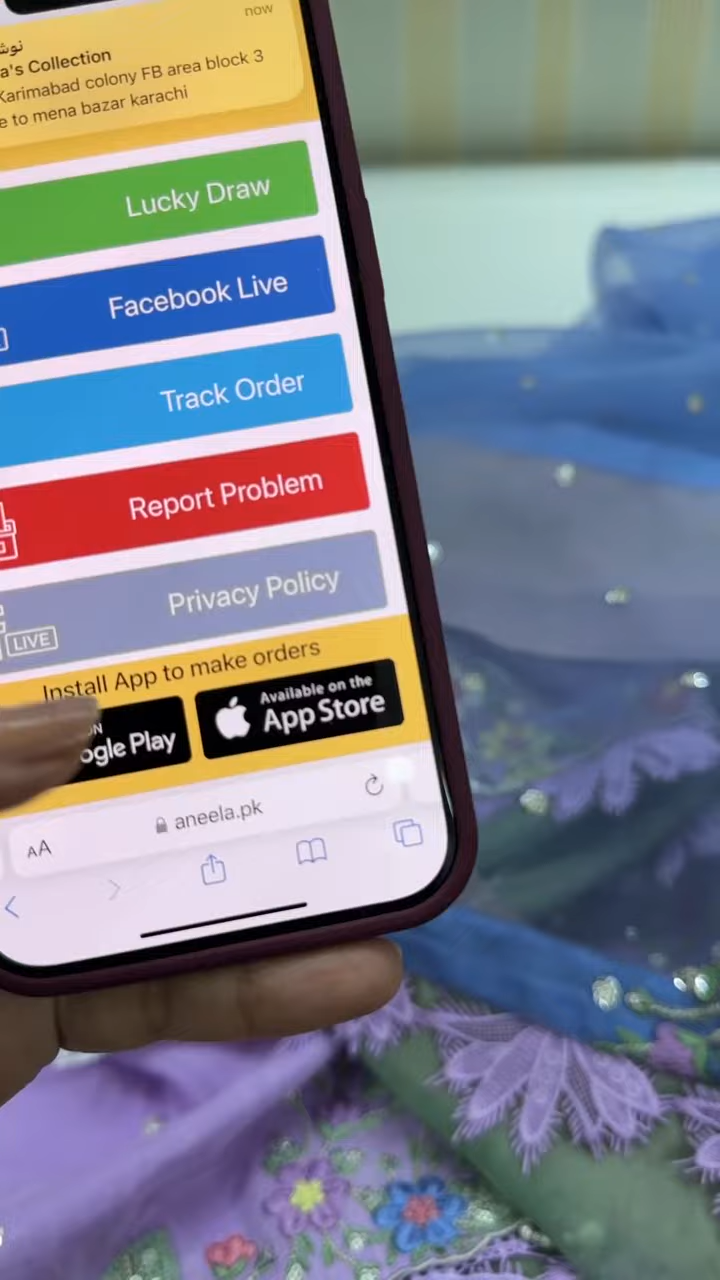 now
نوش
a's Collection
Karimabad colony FB area block 3
e to mena bazar karachi
Lucky Draw
Facebook Live
Track Order
Report Problem
Privacy Policy
LIVE
Install App to make orders
ON
ogle Play
Available on the
App Store
AA
aneela.pk